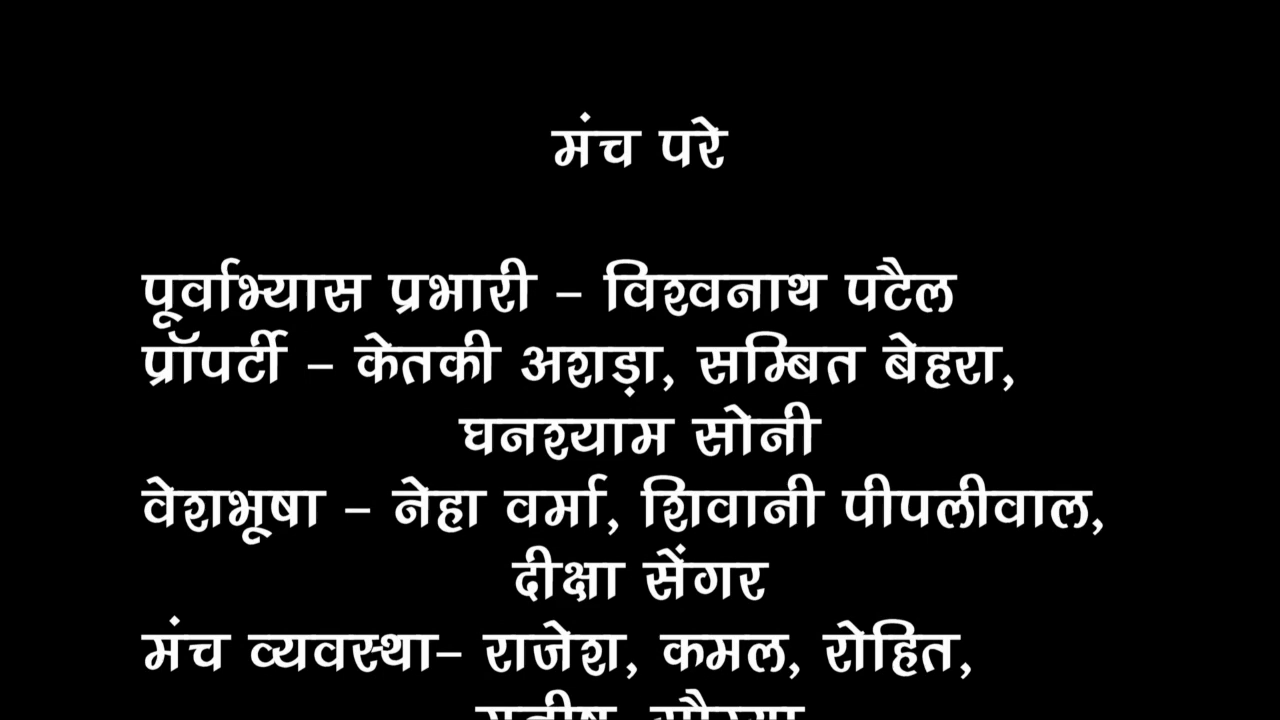 मंच परे
पूर्वाभ्यास प्रभारी – विश्वनाथ पटैल
प्रॉपर्टी – केतकी अशड़ा, सम्बित बेहरा,
घनश्याम सोनी
वेशभूषा – नेहा वर्मा, शिवानी पीपलीवाल,
दीक्षा सेंगर
मंच व्यवस्था– राजेश, कमल, रोहित,